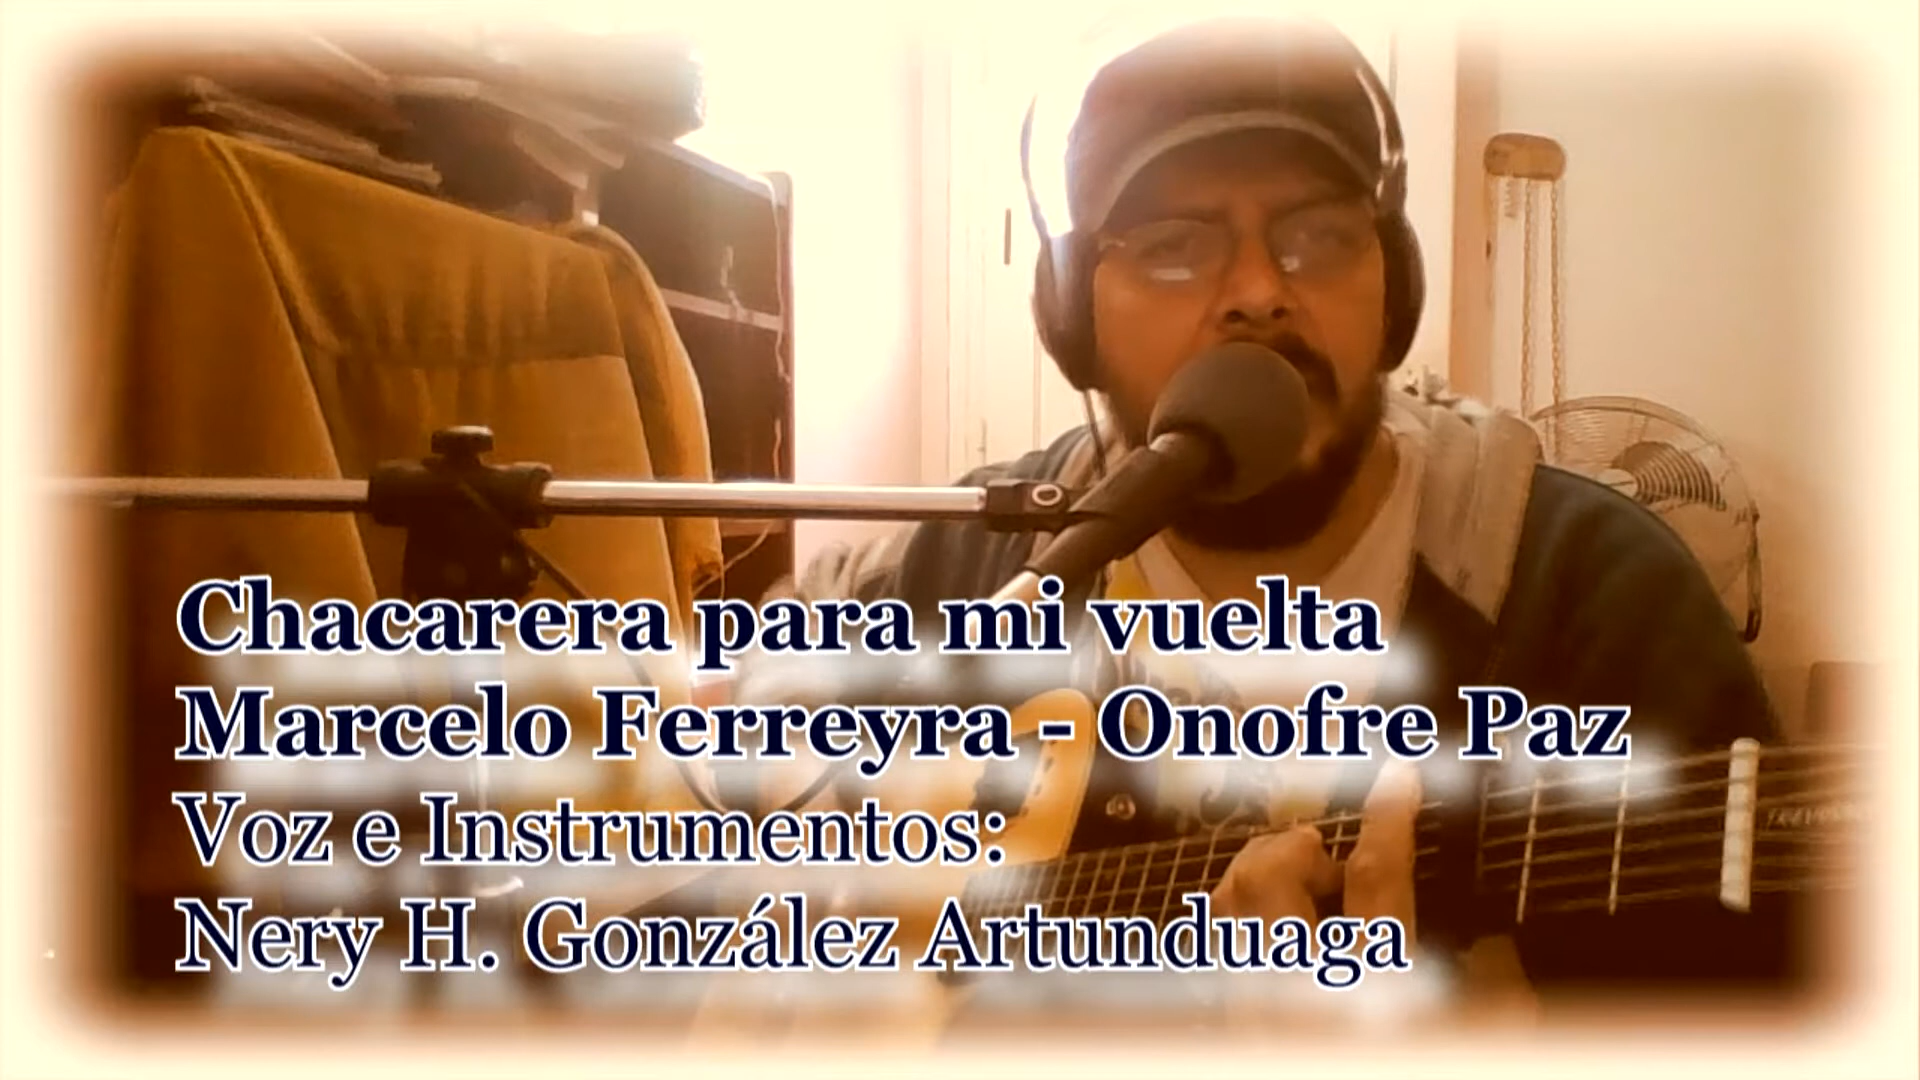 Chacarera para mi vuelta
Marcelo Ferreyra - Onofre Paz
Voz e Instrumentos:
Nery H. González Artunduaga